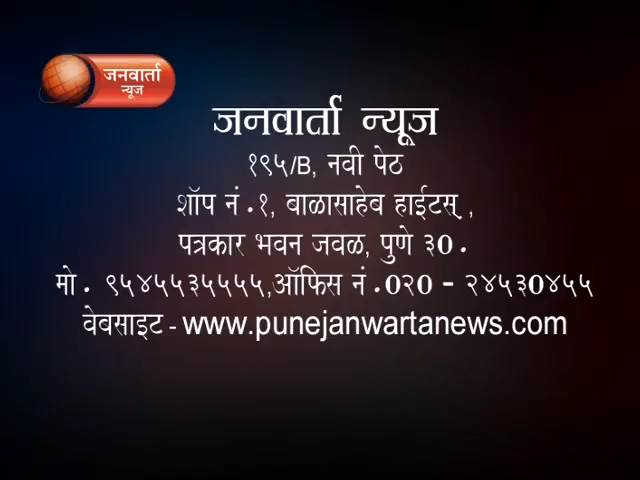 जनवार्ता
न्यूज
जनवार्ता न्यूज
१९५/B, नवी पेठ
शॉप नं.१, बाळासाहेब हाईटस् ,
पत्रकार भवन जवळ, पुणे ३0.
मो. ९५४५५३५५५५,ऑफिस नं.0२0 - २४५३0४५५
वेबसाइट - www.punejanwartanews.com